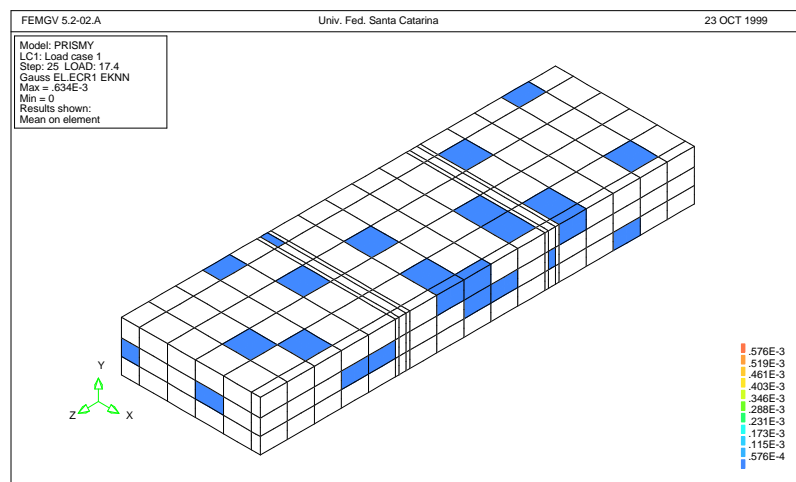 FEMGV 5.2-02.A Univ. Fed. Santa Catarina 23 OCT 1999
Model: PRISMY
LC1: Load case 1
Step: 25 LOAD: 17.4
Gauss EL.ECR1 EKNN
Max = .634E-3
Min = 0
Results shown:
Mean on element
Y
Z
X
.576E-3
.519E-3
.461E-3
.403E-3
.346E-3
.288E-3
.231E-3
.173E-3
.115E-3
.576E-4